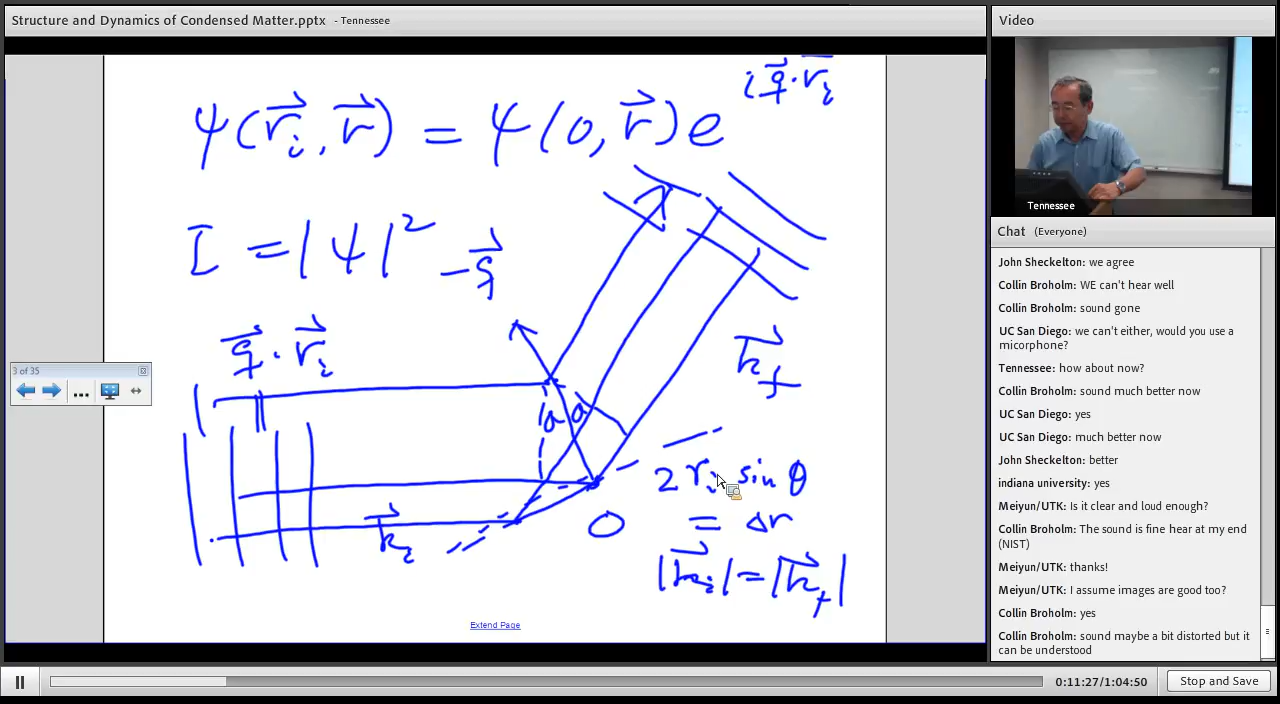 Structure and Dynamics of Condensed Matter.pptx - Tennessee
ψ(r⃗ᵢ, r⃗) = ψ(0, r⃗) e^{i q⃗·r⃗ᵢ}
I = |ψ|²
-q⃗
q⃗ · r⃗ᵢ
k⃗_f
θ θ
2 rᵢ sin θ
k⃗ᵢ
0 = Δr
|k⃗ᵢ| = |k⃗_f|
Extend Page
3 of 35
...
0:11:27/1:04:50
Stop and Save
Video
Tennessee
Chat (Everyone)
John Sheckelton: we agree
Collin Broholm: WE can't hear well
Collin Broholm: sound gone
UC San Diego: we can't either, would you use a
micorphone?
Tennessee: how about now?
Collin Broholm: sound much better now
UC San Diego: yes
UC San Diego: much better now
John Sheckelton: better
indiana university: yes
Meiyun/UTK: Is it clear and loud enough?
Collin Broholm: The sound is fine hear at my end
(NIST)
Meiyun/UTK: thanks!
Meiyun/UTK: I assume images are good too?
Collin Broholm: yes
Collin Broholm: sound maybe a bit distorted but it
can be understood